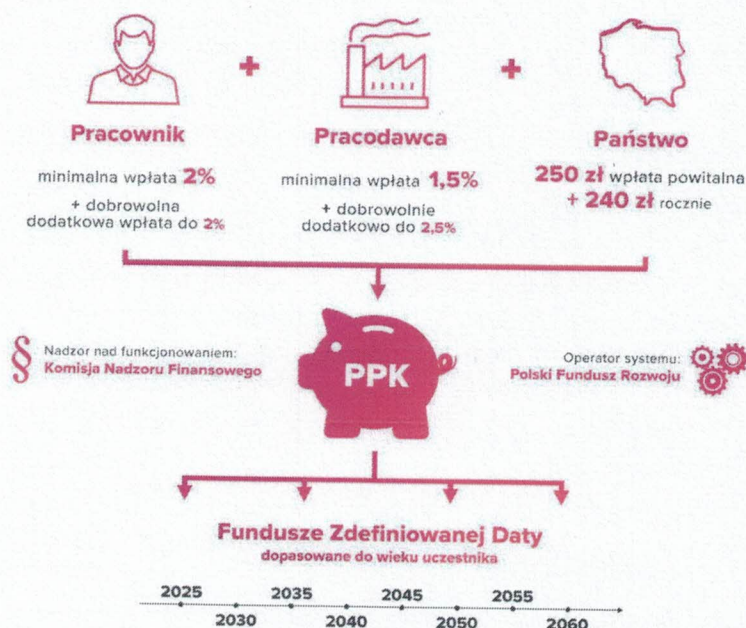 Pracownik
minimalna wpłata 2%
+ dobrowolna
dodatkowa wpłata do 2%
Pracodawca
minimalna wpłata 1,5%
+ dobrowolnie
dodatkowo do 2,5%
Państwo
250 zł wpłata powitalna
+ 240 zł rocznie
§
Nadzór nad funkcjonowaniem:
Komisja Nadzoru Finansowego
PPK
Operator systemu:
Polski Fundusz Rozwoju
Fundusze Zdefiniowanej Daty
dopasowane do wieku uczestnika
2025 2035 2045 2055
2030 2040 2050 2060